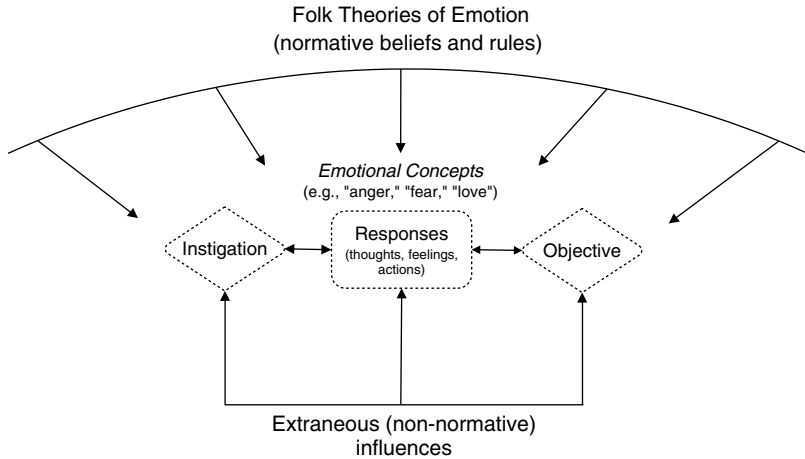 Folk Theories of Emotion
(normative beliefs and rules)
Emotional Concepts
(e.g., "anger," "fear," "love")
Instigation
Responses
(thoughts, feelings,
actions)
Objective
Extraneous (non-normative)
influences